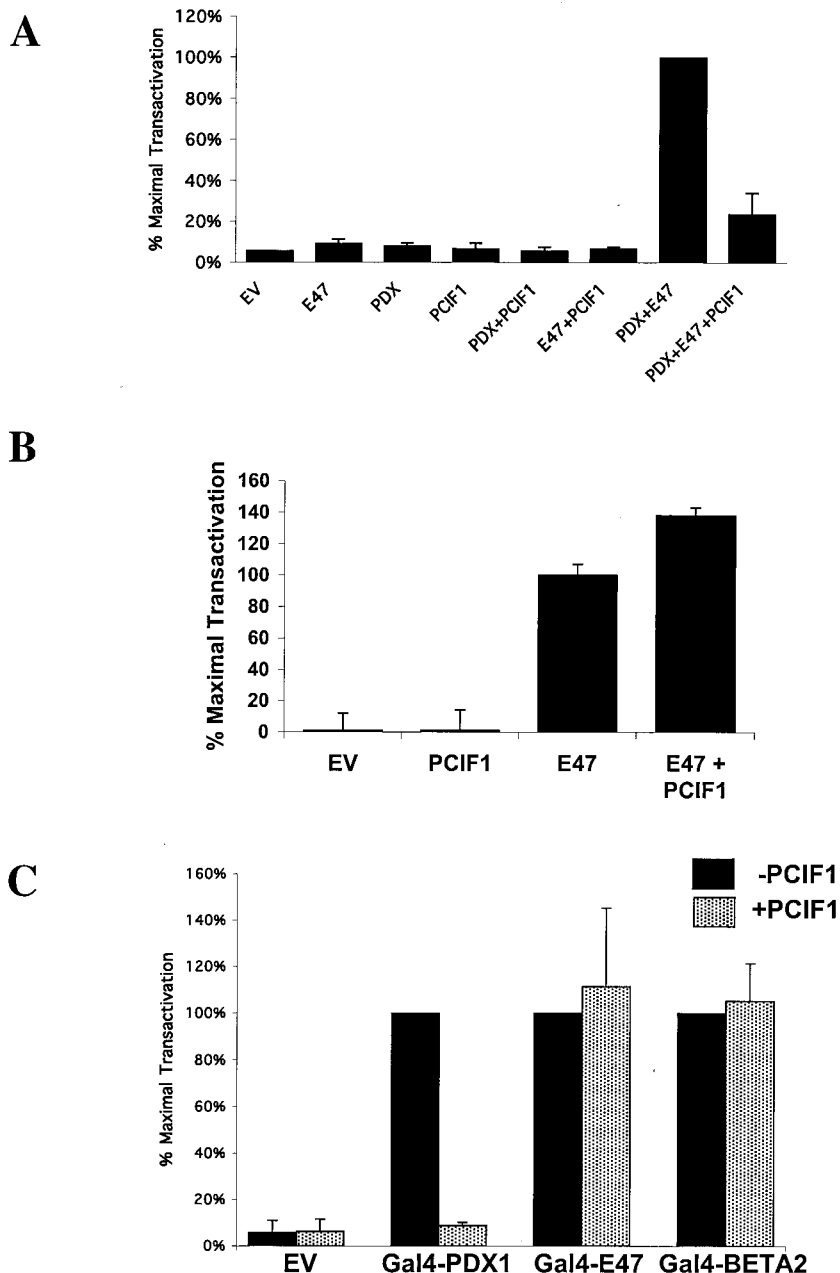 A
% Maximal Transactivation
120%
100%
80%
60%
40%
20%
0%
EV
E47
PDX
PCIF1
PDX+PCIF1
E47+PCIF1
PDX+E47
PDX+E47+PCIF1
B
% Maximal Transactivation
160
140
120
100
80
60
40
20
0
EV
PCIF1
E47
E47 +
PCIF1
C
% Maximal Transactivation
160%
140%
120%
100%
80%
60%
40%
20%
0%
EV
Gal4-PDX1
Gal4-E47
Gal4-BETA2
-PCIF1
+PCIF1